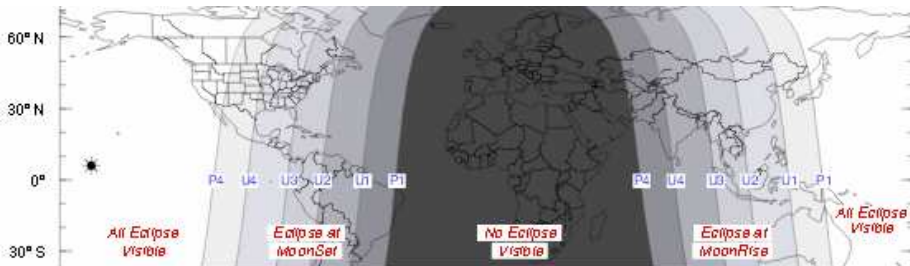 60° N
30° N
0°
30° S
P4 U4 U3 U2 U1 P1
P4 U4 U3 U2 U1 P1
All Eclipse
Visible
Eclipse at
MoonSet
No Eclipse
Visible
Eclipse at
MoonRise
All Eclipse
Visible